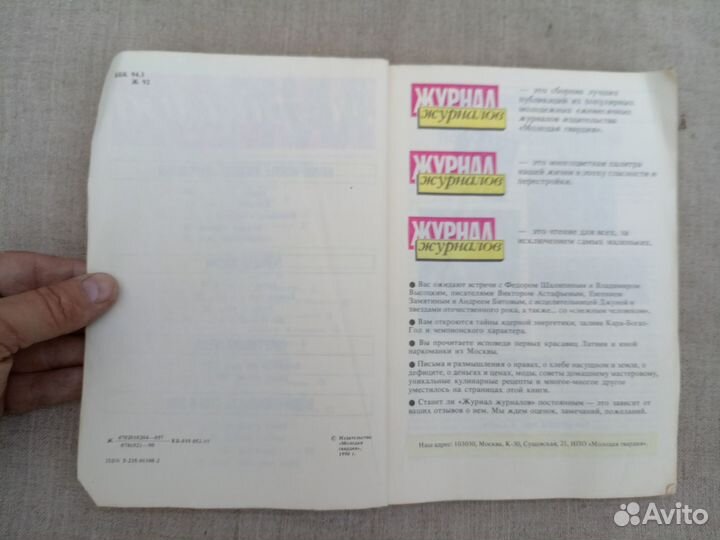 ББК 94.3
Ж 92
Ж
© Издательство
«Молодая
гвардия»,
1990 г.
ЖУРНАЛ
журналов
— это сборник лучших
публикаций из популярных
молодежных ежемесячных
журналов издательства
«Молодая гвардия».
ЖУРНАЛ
журналов
— это многоцветная палитра
нашей жизни в эпоху гласности и
перестройки.
ЖУРНАЛ
журналов
— это чтение для всех, за
исключением самых маленьких.
● Вас ожидают встречи с Федором Шаляпиным и Владимиром
Высоцким, писателями Виктором Астафьевым, Евгением
Замятиным и Андреем Битовым, с исцелительницей Джуной и
звездами отечественного рока, а также... со «снежным человеком».
● Вам откроются тайны ядерной энергетики, залива Кара-Богаз-
Гол и чемпионского характера.
● Вы прочитаете исповеди первых красавиц Латвии и юной
наркоманки из Москвы.
● Письма и размышления о нравах, о хлебе насущном и земле, о
дефиците, о деньгах и ценах, моды, советы домашнему мастеровому,
уникальные кулинарные рецепты и многое-многое другое
уместилось на страницах этой книги.
● Станет ли «Журнал журналов» постоянным — это зависит от
ваших отзывов о нем. Мы ждем оценок, замечаний, пожеланий.
Наш адрес: 103030, Москва, К-30, Сущевская, 21, ИПО «Молодая гвардия».
Avito